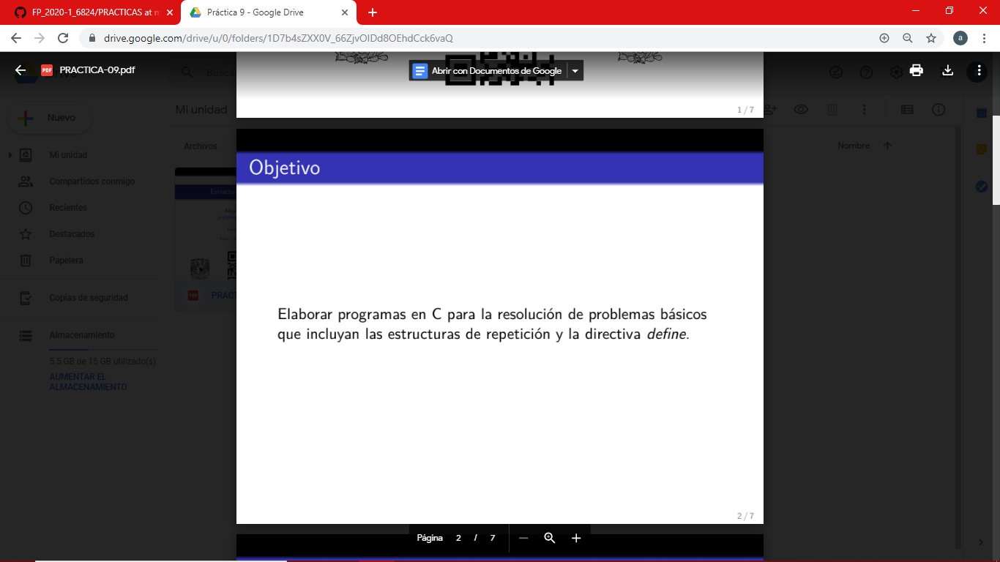 FP_2020-1_6824/PRACTICAS at m
Práctica 9 - Google Drive
drive.google.com/drive/u/0/folders/1D7b4sZXX0V_66ZjvOIDd8OEhdCck6vaQ
a
PDF PRACTICA-09.pdf
Busca
Abrir con Documentos de Google
Nuevo
Mi unidad
1 / 7
Mi unidad
Compartidos conmigo
Recientes
Destacados
Papelera
Copias de seguridad
Almacenamiento
5.5 GB de 15 GB utilizado(s)
AUMENTAR EL
ALMACENAMIENTO
Archivos
Nombre
Estructu
PDF PRACT
Objetivo
Elaborar programas en C para la resolución de problemas básicos
que incluyan las estructuras de repetición y la directiva define.
2 / 7
Página 2 / 7